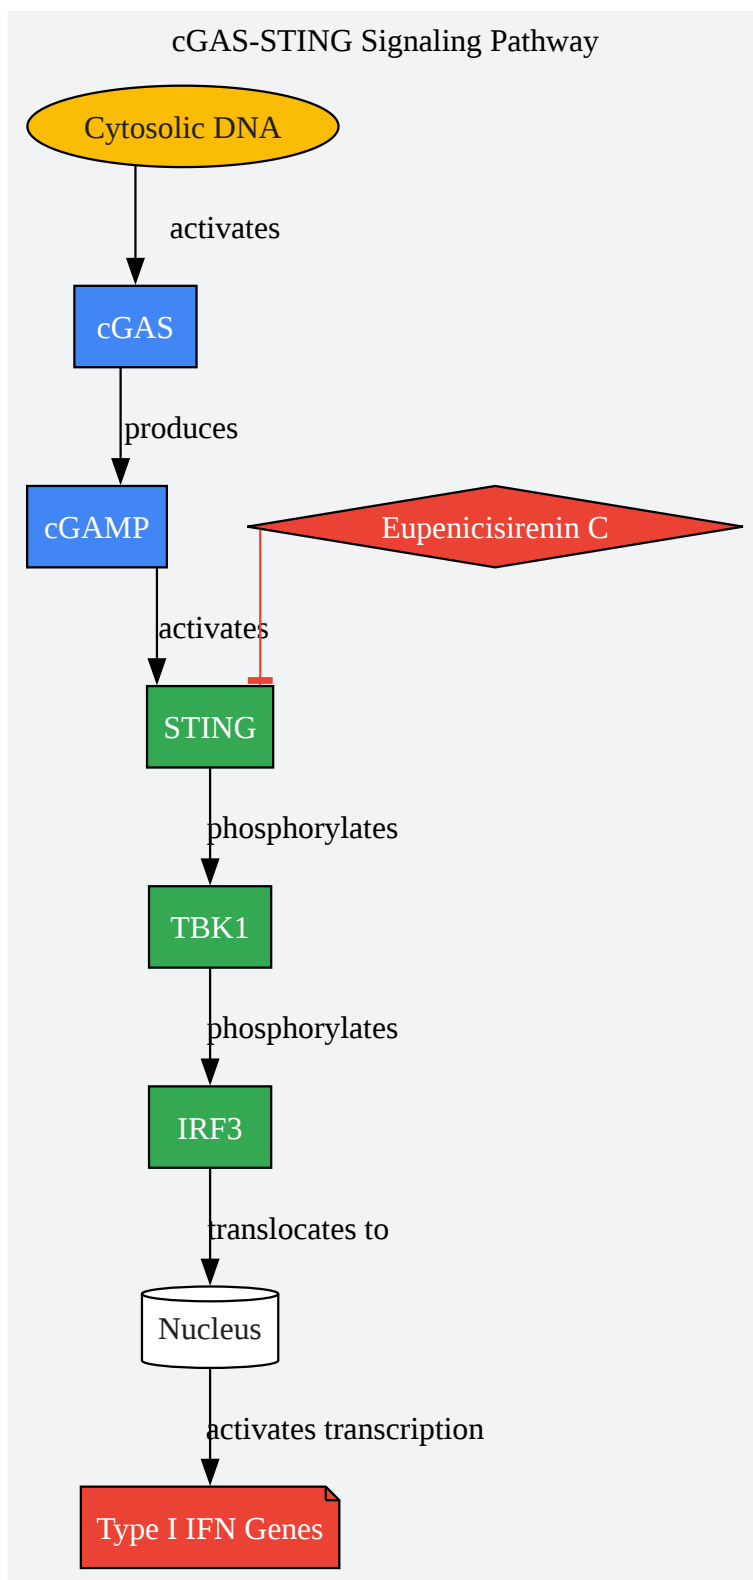 cGAS-STING Signaling Pathway
Cytosolic DNA
activates
cGAS
produces
cGAMP
Eupenicisirenin C
activates
STING
phosphorylates
TBK1
phosphorylates
IRF3
translocates to
Nucleus
activates transcription
Type I IFN Genes